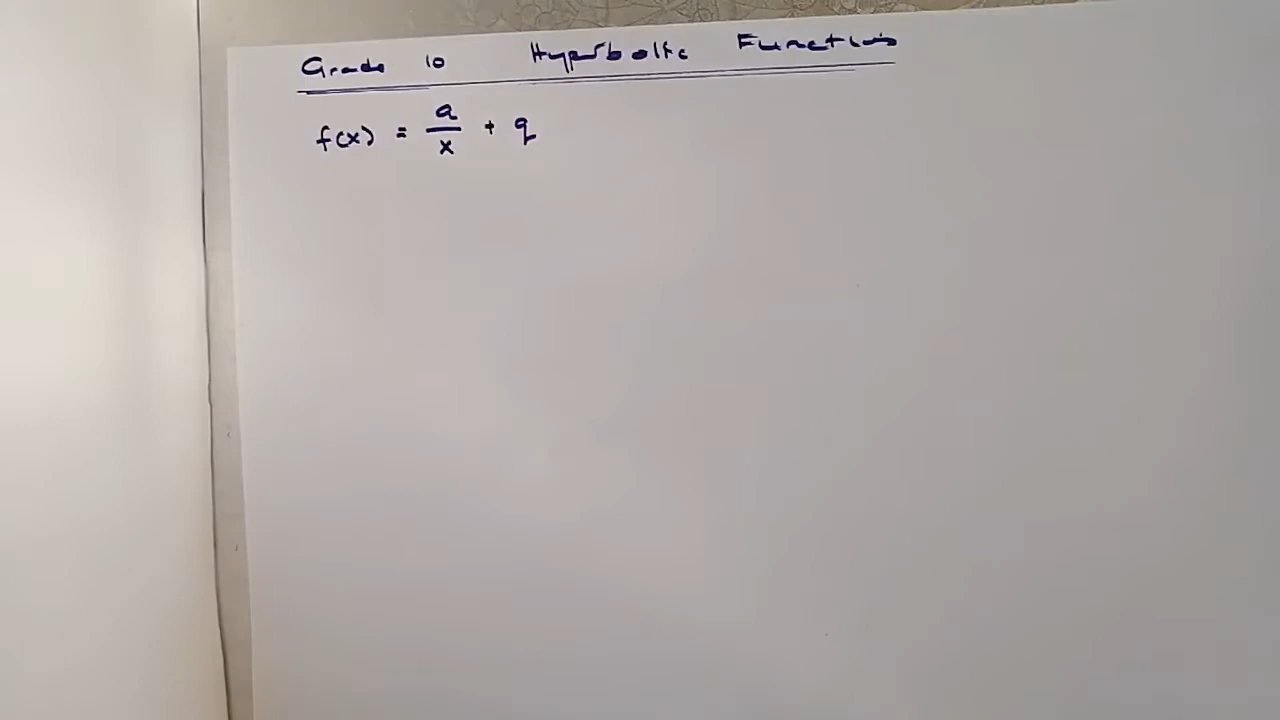 Grade 10 Hyperbolic Functions
f(x) = a/x + q